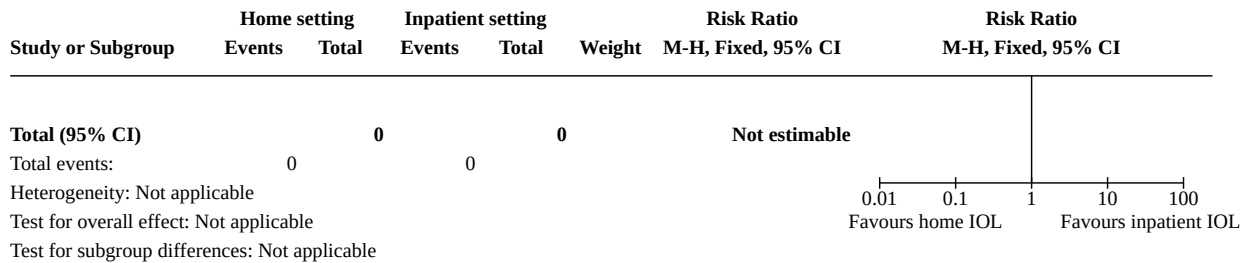 Home setting Inpatient setting Risk Ratio Risk Ratio
Study or Subgroup Events Total Events Total Weight M-H, Fixed, 95% CI M-H, Fixed, 95% CI
Total (95% CI) 0 0 Not estimable
Total events: 0 0
Heterogeneity: Not applicable
0.01 0.1 1 10 100
Test for overall effect: Not applicable
Favours home IOL Favours inpatient IOL
Test for subgroup differences: Not applicable